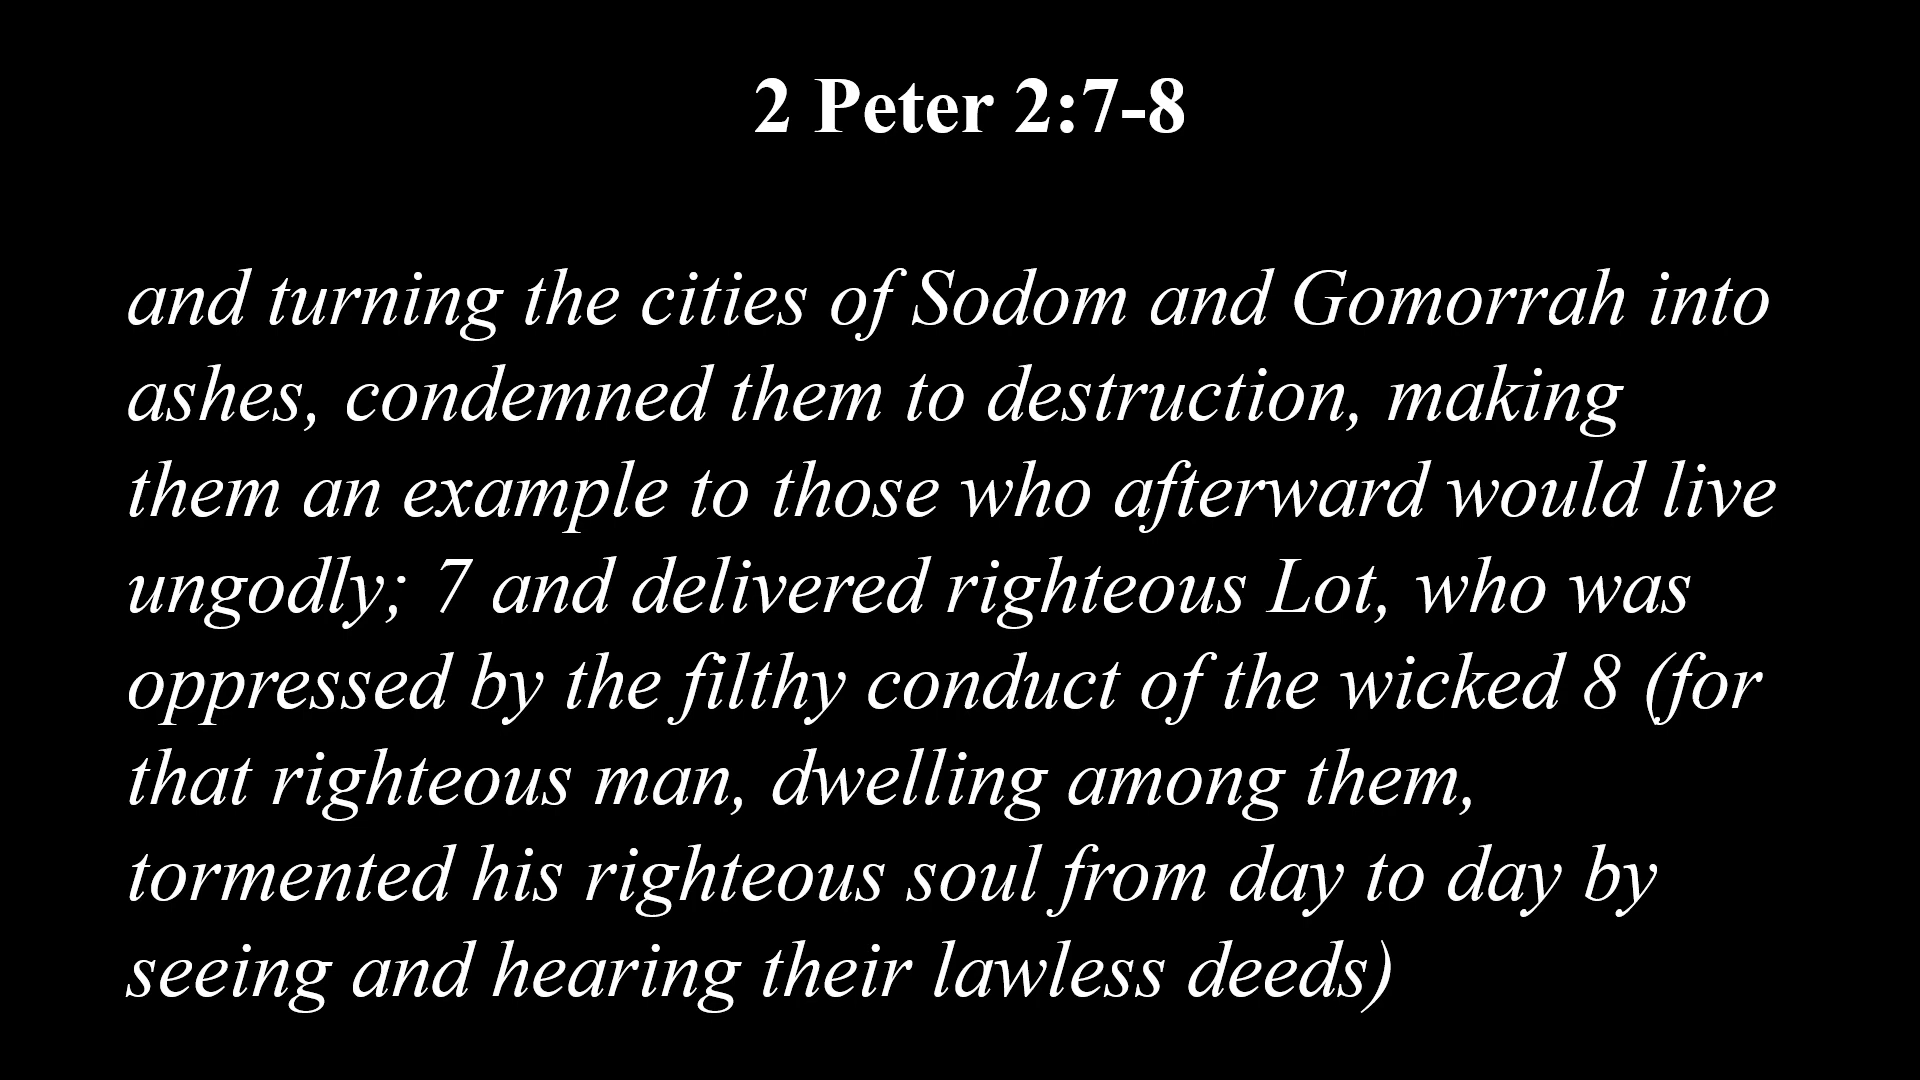 2 Peter 2:7-8
and turning the cities of Sodom and Gomorrah into
ashes, condemned them to destruction, making
them an example to those who afterward would live
ungodly; 7 and delivered righteous Lot, who was
oppressed by the filthy conduct of the wicked 8 (for
that righteous man, dwelling among them,
tormented his righteous soul from day to day by
seeing and hearing their lawless deeds)